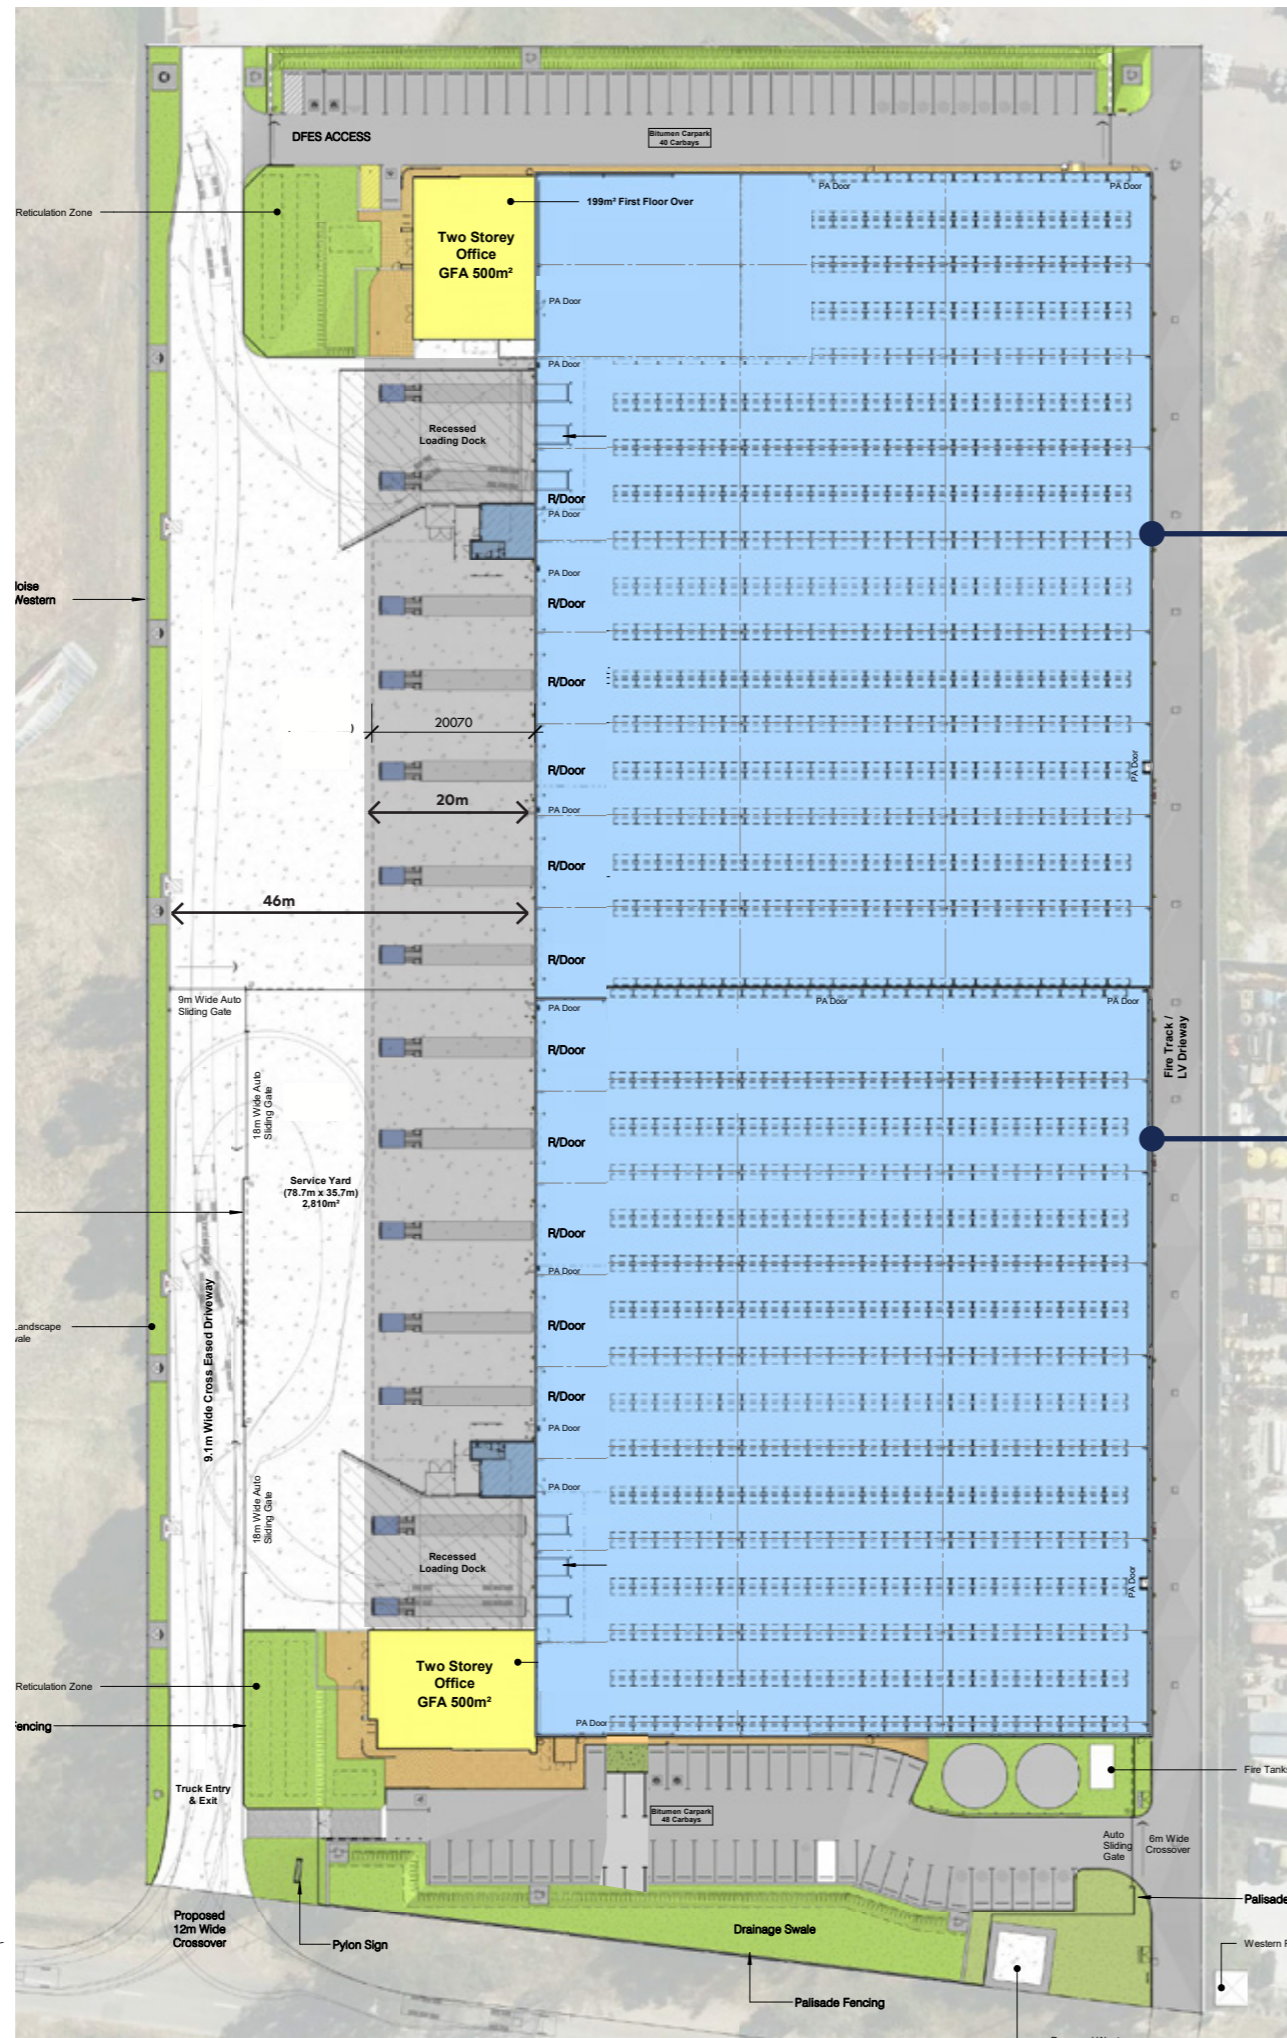 DFES ACCESS
Bitumen Carpark
40 Carbays
PA Door
PA Door
Reticulation Zone
199m² First Floor Over
Two Storey
Office
GFA 500m²
PA Door
PA Door
Recessed
Loading Dock
R/Door
PA Door
PA Door
Western
R/Door
R/Door
20070
PA Door
R/Door
20m
PA Door
R/Door
46m
R/Door
9m Wide Auto
Sliding Gate
PA Door
PA Door
PA Door
Fire Track /
LV Drieway
R/Door
18m Wide Auto
Sliding Gate
R/Door
Service Yard
(78.7m x 35.7m)
2,810m²
R/Door
PA Door
9.1m Wide Cross Eased Driveway
R/Door
R/Door
PA Door
18m Wide Auto
Sliding Gate
PA Door
Recessed
Loading Dock
PA Door
Two Storey
Office
GFA 500m²
Reticulation Zone
PA Door
Truck Entry
& Exit
Fire Tanks
Bitumen Carpark
48 Carbays
Auto
Sliding
Gate
6m Wide
Crossover
Palisade
Proposed
12m Wide
Crossover
Pylon Sign
Drainage Swale
Western
Palisade Fencing